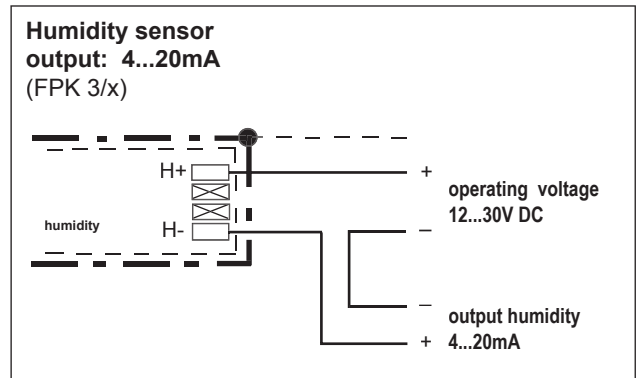 Humidity sensor
output: 4...20mA
(FPK 3/x)
H+
+
operating voltage
12...30V DC
humidity
H-
–
–
output humidity
+ 4...20mA